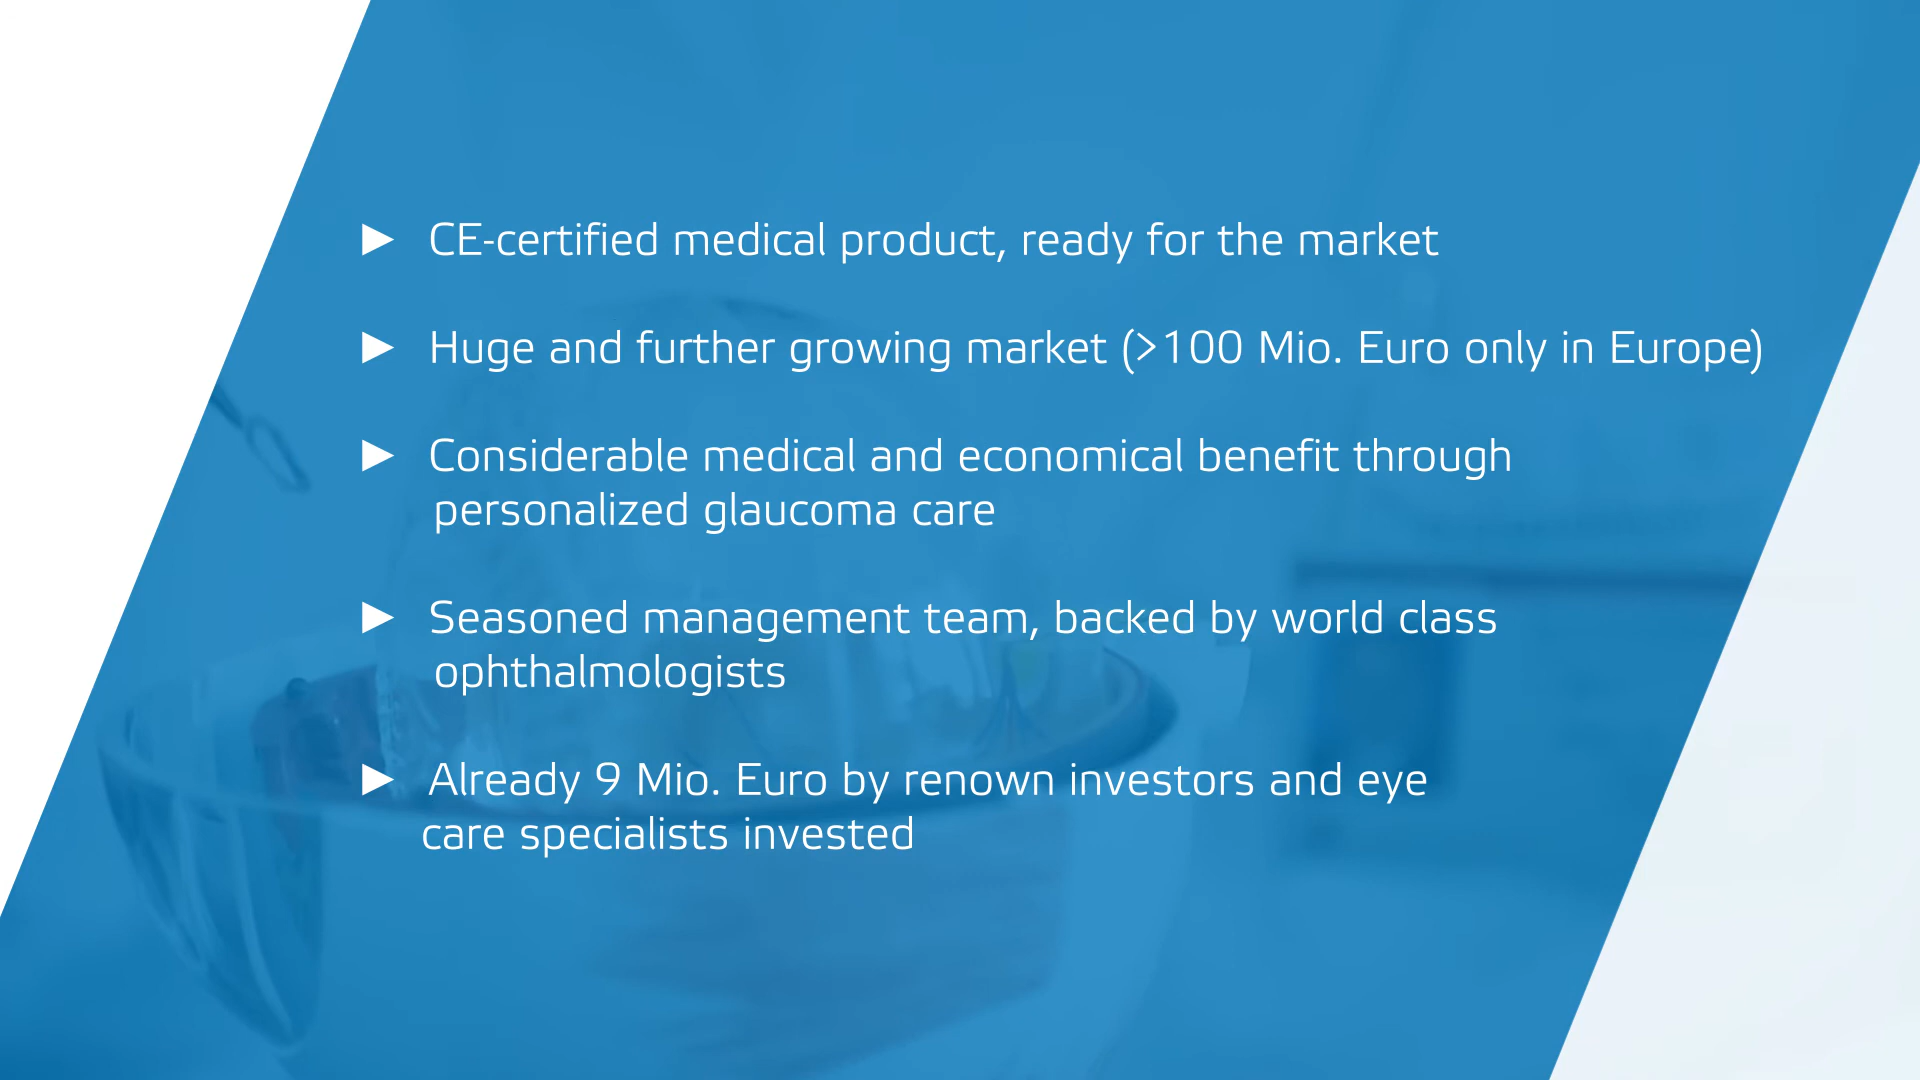 ► CE-certified medical product, ready for the market
► Huge and further growing market (>100 Mio. Euro only in Europe)
► Considerable medical and economical benefit through
personalized glaucoma care
► Seasoned management team, backed by world class
ophthalmologists
► Already 9 Mio. Euro by renown investors and eye
care specialists invested